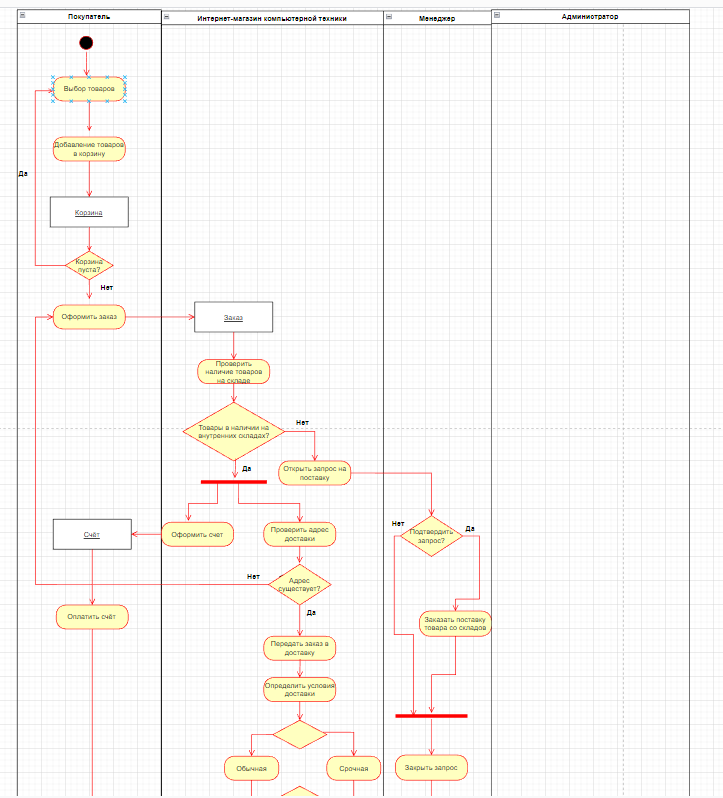 Покупатель
Интернет-магазин компьютерной техники
Менеджер
Администратор
Выбор товаров
Добавление товаров
в корзину
Да
Корзина
Корзина
пуста?
Нет
Оформить заказ
Заказ
Проверить
наличие товаров
на складе
Товары в наличии на
внутренних складах?
Нет
Да
Открыть запрос на
поставку
Счёт
Оформить счет
Проверить адрес
доставки
Нет
Подтвердить
запрос?
Да
Нет
Адрес
существует?
Да
Оплатить счёт
Заказать поставку
товара со складов
Передать заказ в
доставку
Определить условия
доставки
Обычная
Срочная
Закрыть запрос